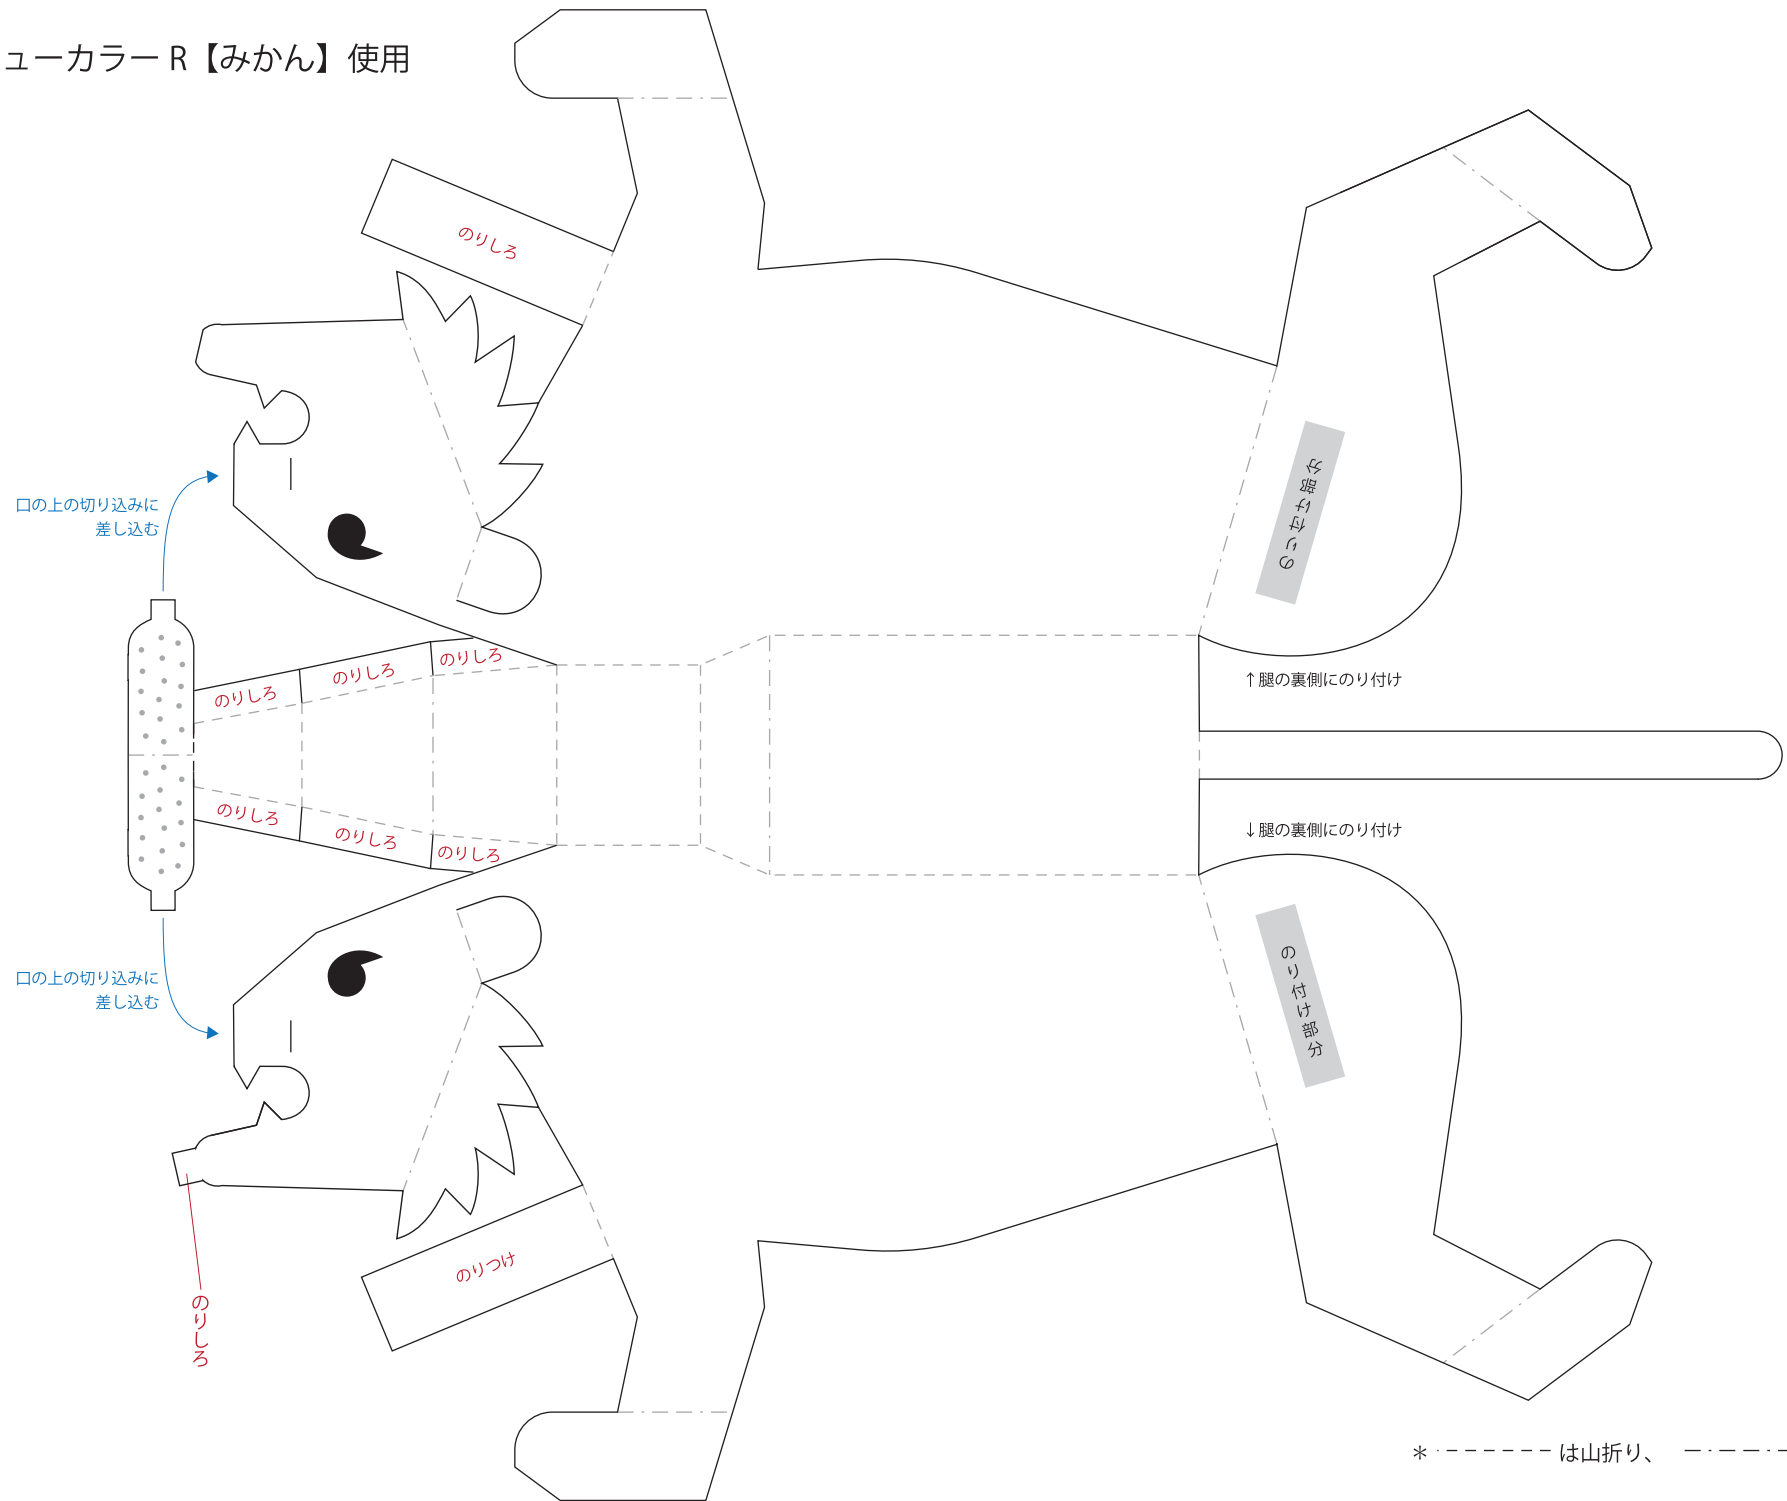 ューカラー R【みかん】使用
のりしろ
口の上の切り込みに
差し込む
のり付け部分
のりしろ
のりしろ
のりしろ
↑腿の裏側にのり付け
のりしろ
のりしろ
のりしろ
↓腿の裏側にのり付け
口の上の切り込みに
差し込む
のり付け部分
のりつけ
のりしろ
＊ は山折り、